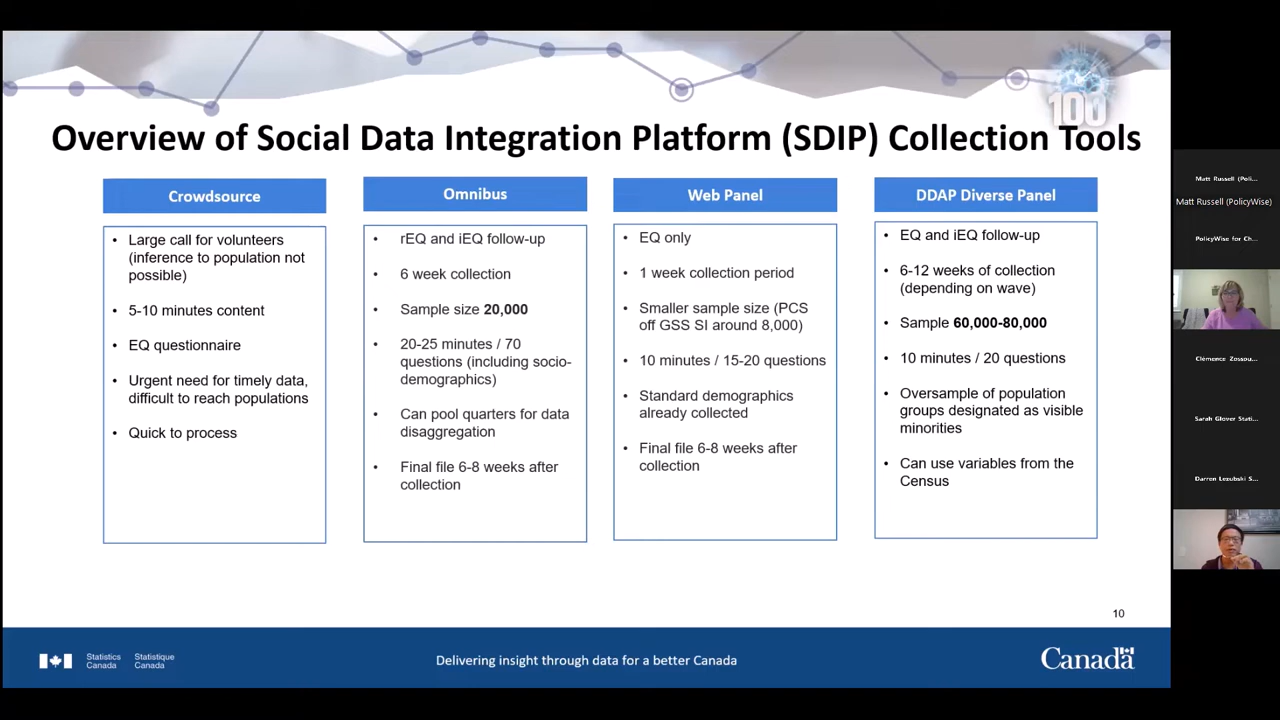 100
Overview of Social Data Integration Platform (SDIP) Collection Tools
Crowdsource
• Large call for volunteers
(inference to population not
possible)
• 5-10 minutes content
• EQ questionnaire
• Urgent need for timely data,
difficult to reach populations
• Quick to process
Omnibus
• rEQ and iEQ follow-up
• 6 week collection
• Sample size 20,000
• 20-25 minutes / 70
questions (including socio-
demographics)
• Can pool quarters for data
disaggregation
• Final file 6-8 weeks after
collection
Web Panel
• EQ only
• 1 week collection period
• Smaller sample size (PCS
off GSS SI around 8,000)
• 10 minutes / 15-20 questions
• Standard demographics
already collected
• Final file 6-8 weeks after
collection
DDAP Diverse Panel
• EQ and iEQ follow-up
• 6-12 weeks of collection
(depending on wave)
• Sample 60,000-80,000
• 10 minutes / 20 questions
• Oversample of population
groups designated as visible
minorities
• Can use variables from the
Census
10
Statistics
Canada
Statistique
Canada
Delivering insight through data for a better Canada
Canada
Matt Russell (Poli...
Matt Russell (PolicyWise)
PolicyWise for Ch...
Clémence Zossou...
Sarah Glover Stati...
Darren Lezubski S...